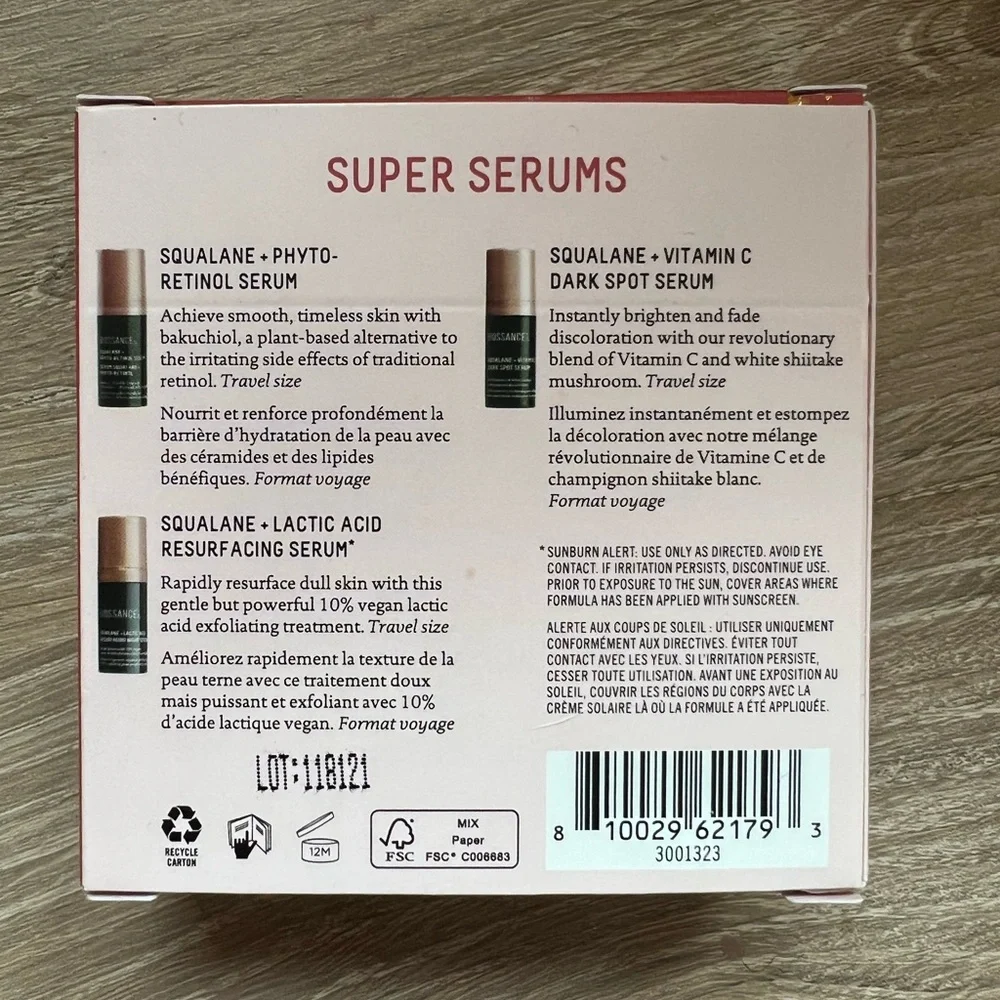 SUPER SERUMS
SQUALANE + PHYTO-
RETINOL SERUM
Achieve smooth, timeless skin with
bakuchiol, a plant-based alternative to
the irritating side effects of traditional
retinol. Travel size
Nourrit et renforce profondément la
barrière d'hydratation de la peau avec
des céramides et des lipides
bénéfiques. Format voyage
SQUALANE + LACTIC ACID
RESURFACING SERUM*
Rapidly resurface dull skin with this
gentle but powerful 10% vegan lactic
acid exfoliating treatment. Travel size
Améliorez rapidement la texture de la
peau terne avec ce traitement doux
mais puissant et exfoliant avec 10%
d'acide lactique vegan. Format voyage
SQUALANE + VITAMIN C
DARK SPOT SERUM
Instantly brighten and fade
discoloration with our revolutionary
blend of Vitamin C and white shiitake
mushroom. Travel size
Illuminez instantanément et estompez
la décoloration avec notre mélange
révolutionnaire de Vitamine C et de
champignon shiitake blanc.
Format voyage
*SUNBURN ALERT: USE ONLY AS DIRECTED. AVOID EYE
CONTACT. IF IRRITATION PERSISTS, DISCONTINUE USE.
PRIOR TO EXPOSURE TO THE SUN, COVER AREAS WHERE
FORMULA HAS BEEN APPLIED WITH SUNSCREEN.
ALERTE AUX COUPS DE SOLEIL : UTILISER UNIQUEMENT
CONFORMÉMENT AUX DIRECTIVES. ÉVITER TOUT
CONTACT AVEC LES YEUX. SI L'IRRITATION PERSISTE,
CESSER TOUTE UTILISATION. AVANT UNE EXPOSITION AU
SOLEIL, COUVRIR LES RÉGIONS DU CORPS AVEC LA
CRÈME SOLAIRE LÀ OÙ LA FORMULE A ÉTÉ APPLIQUÉE.
LOT:118121
RECYCLE
CARTON
12M
FSC
MIX
Paper
FSC® C006683
8 10029 62179 3
3001323